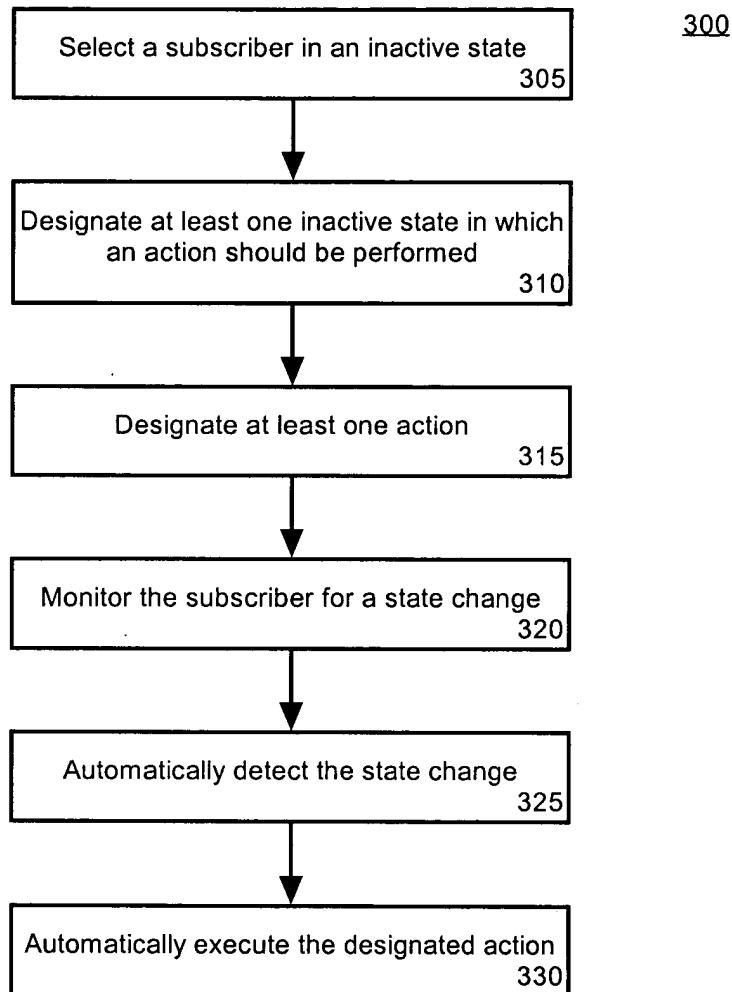 300
Select a subscriber in an inactive state
305
Designate at least one inactive state in which
an action should be performed
310
Designate at least one action
315
Monitor the subscriber for a state change
320
Automatically detect the state change
325
Automatically execute the designated action
330